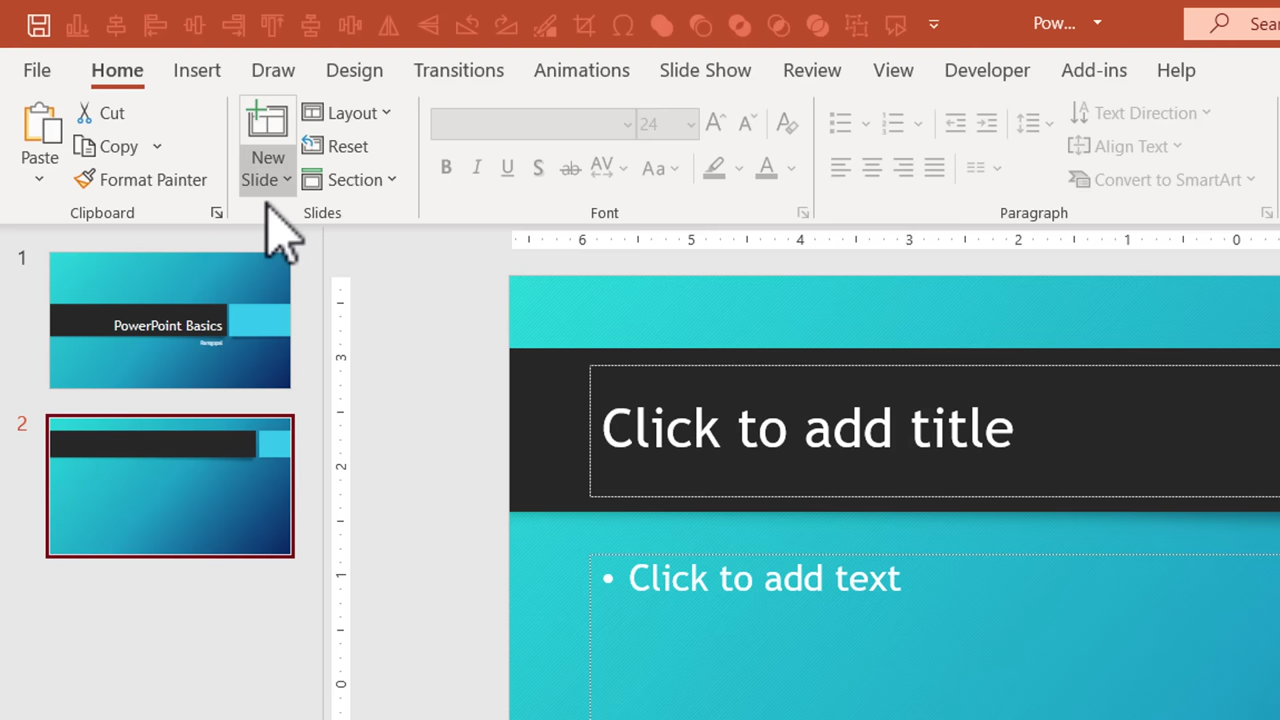 Pow...
Sear
File Home Insert Draw Design Transitions Animations Slide Show Review View Developer Add-ins Help
Paste
Cut
Copy
Format Painter
Clipboard
New
Slide
Layout
Reset
Section
Slides
24
B I U S ab AV Aa A
Font
Text Direction
Align Text
Convert to SmartArt
Paragraph
6 5 4 3 2 1 0
1
PowerPoint Basics
2
3
2
1
0
Click to add title
• Click to add text